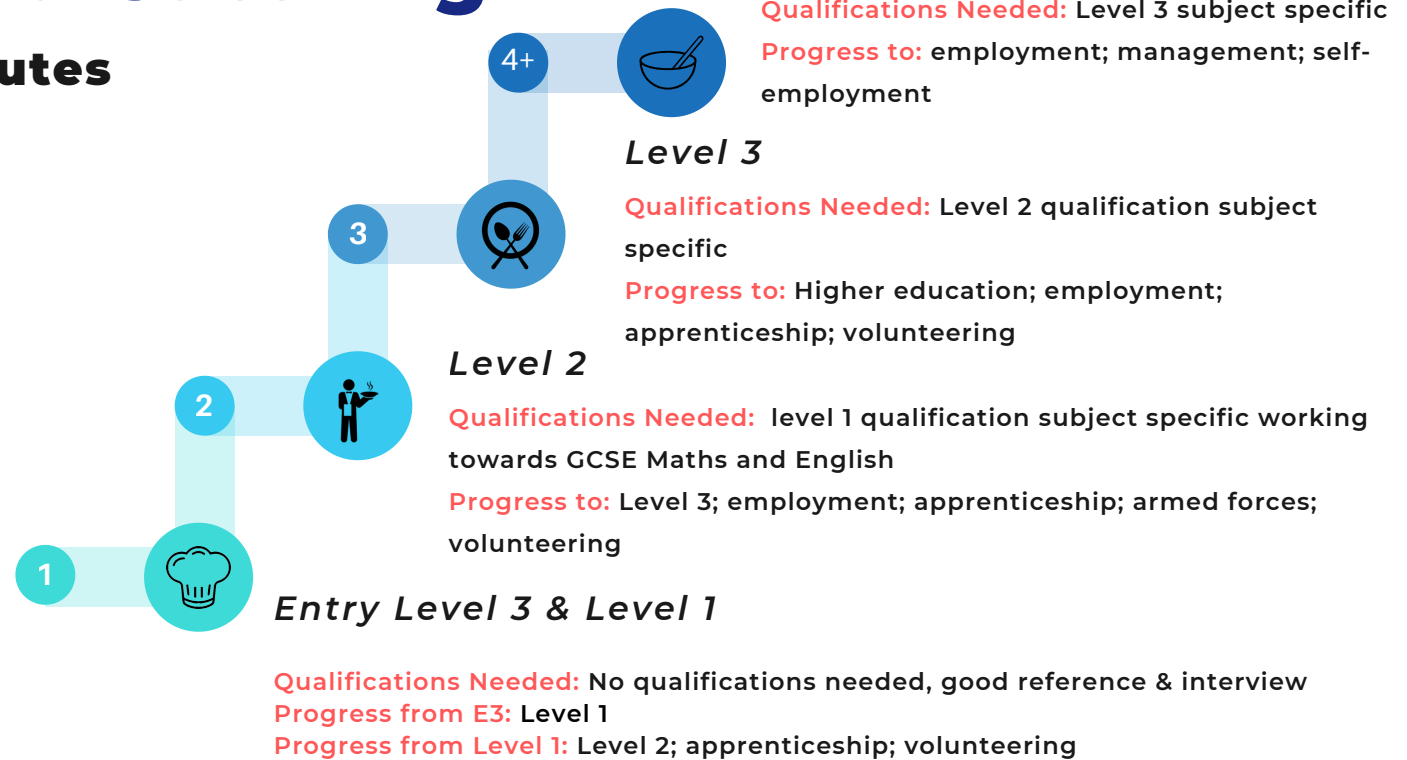 utes
Qualifications Needed: Level 3 subject specific
Progress to: employment; management; self-
employment
4+
Level 3
Qualifications Needed: Level 2 qualification subject
specific
Progress to: Higher education; employment;
apprenticeship; volunteering
3
Level 2
Qualifications Needed: level 1 qualification subject specific working
towards GCSE Maths and English
Progress to: Level 3; employment; apprenticeship; armed forces;
volunteering
2
1
Entry Level 3 & Level 1
Qualifications Needed: No qualifications needed, good reference & interview
Progress from E3: Level 1
Progress from Level 1: Level 2; apprenticeship; volunteering